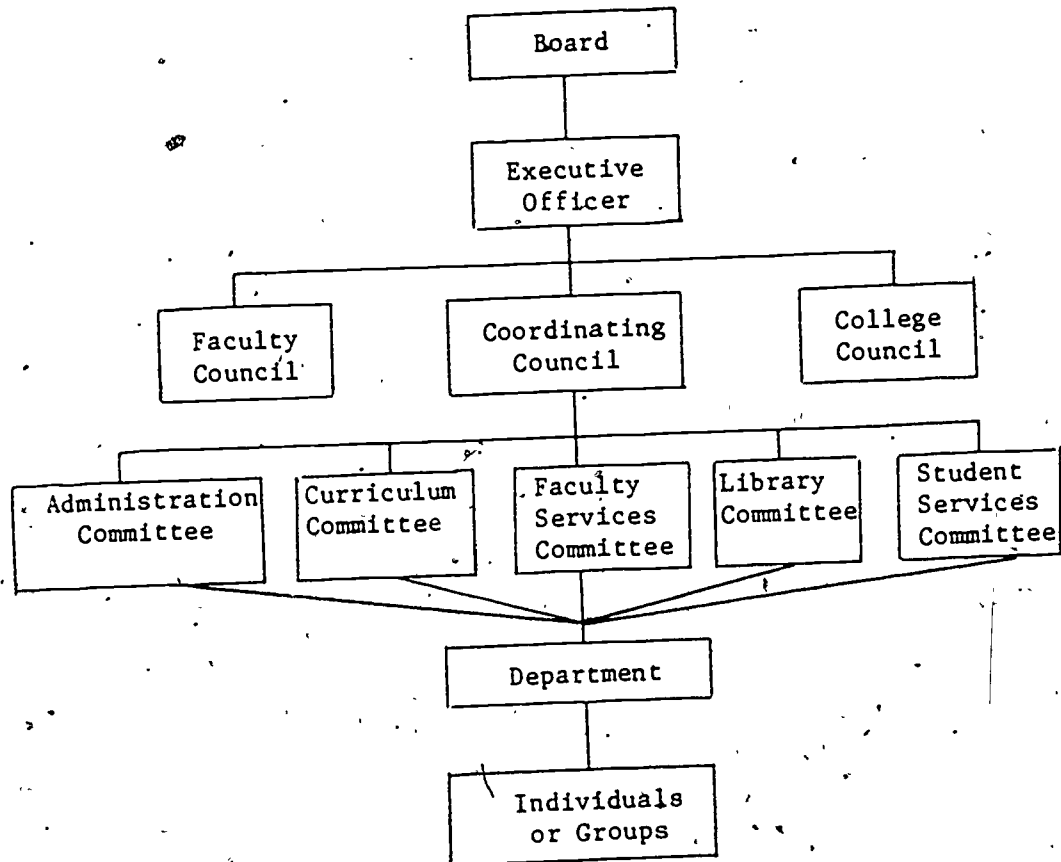 Board
Executive
Officer
Faculty
Council
Coordinating
Council
College
Council
Administration
Committee
Curriculum
Committee
Faculty
Services
Committee
Library
Committee
Student
Services
Committee
Department
Individuals
or Groups